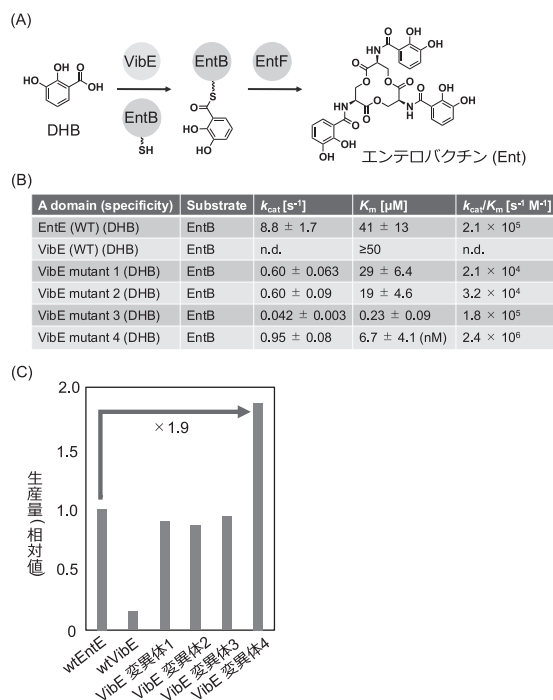 (A)
VibE
EntB
SH
DHB
EntB
S
EntF
エンテロバクチン (Ent)
(B)
A domain (specificity) Substrate kcat [s-1] Km [μM] kcat/Km [s-1 M-1]
EntE (WT) (DHB) EntB 8.8 ± 1.7 41 ± 13 2.1 × 10⁵
VibE (WT) (DHB) EntB n.d. ≥50 n.d.
VibE mutant 1 (DHB) EntB 0.60 ± 0.063 29 ± 6.4 2.1 × 10⁴
VibE mutant 2 (DHB) EntB 0.60 ± 0.09 19 ± 4.6 3.2 × 10⁴
VibE mutant 3 (DHB) EntB 0.042 ± 0.003 0.23 ± 0.09 1.8 × 10⁵
VibE mutant 4 (DHB) EntB 0.95 ± 0.08 6.7 ± 4.1 (nM) 2.4 × 10⁶
(C)
生産量(相対値)
2.0
1.5
1.0
0.5
0
× 1.9
wtEntE
wtVibE
VibE 変異体1
VibE 変異体2
VibE 変異体3
VibE 変異体4